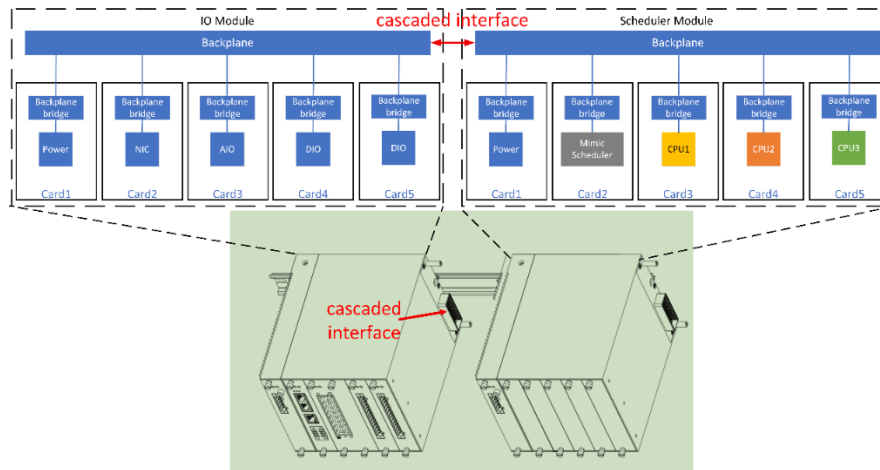 IO Module
cascaded interface
Scheduler Module
Backplane
Backplane
Backplane
bridge
Backplane
bridge
Backplane
bridge
Backplane
bridge
Backplane
bridge
Backplane
bridge
Backplane
bridge
Backplane
bridge
Backplane
bridge
Backplane
bridge
Power
NIC
AIO
DIO
DIO
Power
Mimic
Scheduler
CPU1
CPU2
CPU3
Card1
Card2
Card3
Card4
Card5
Card1
Card2
Card3
Card4
Card5
cascaded
interface